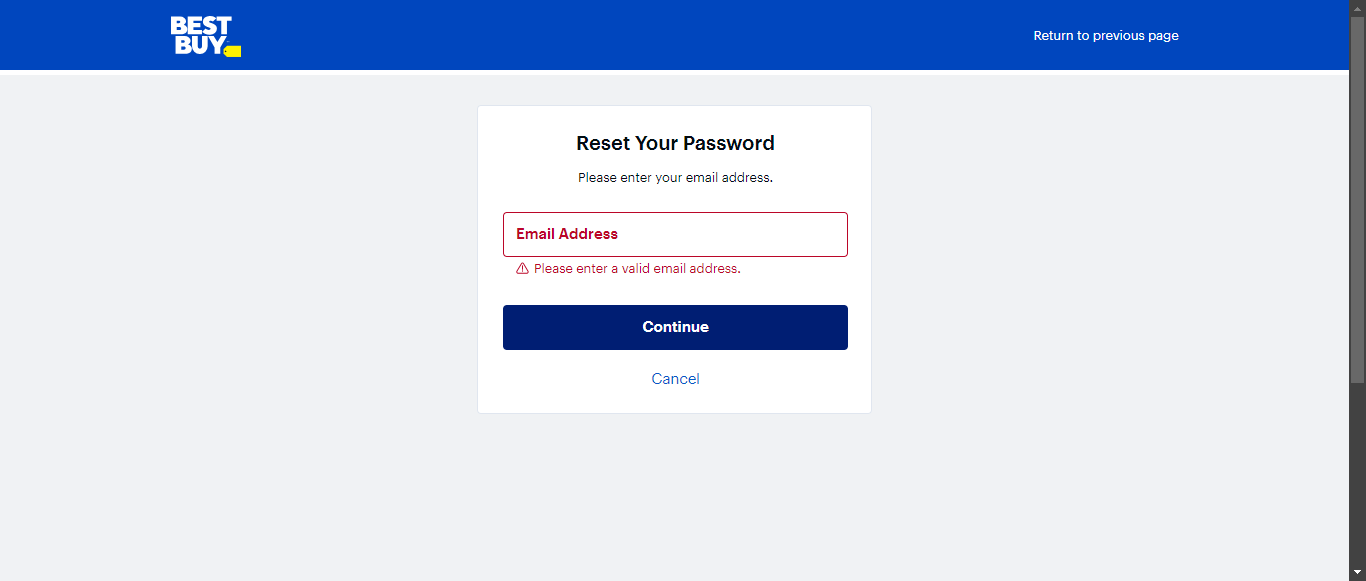 BEST
BUY
Return to previous page
Reset Your Password
Please enter your email address.
Email Address
Please enter a valid email address.
Continue
Cancel